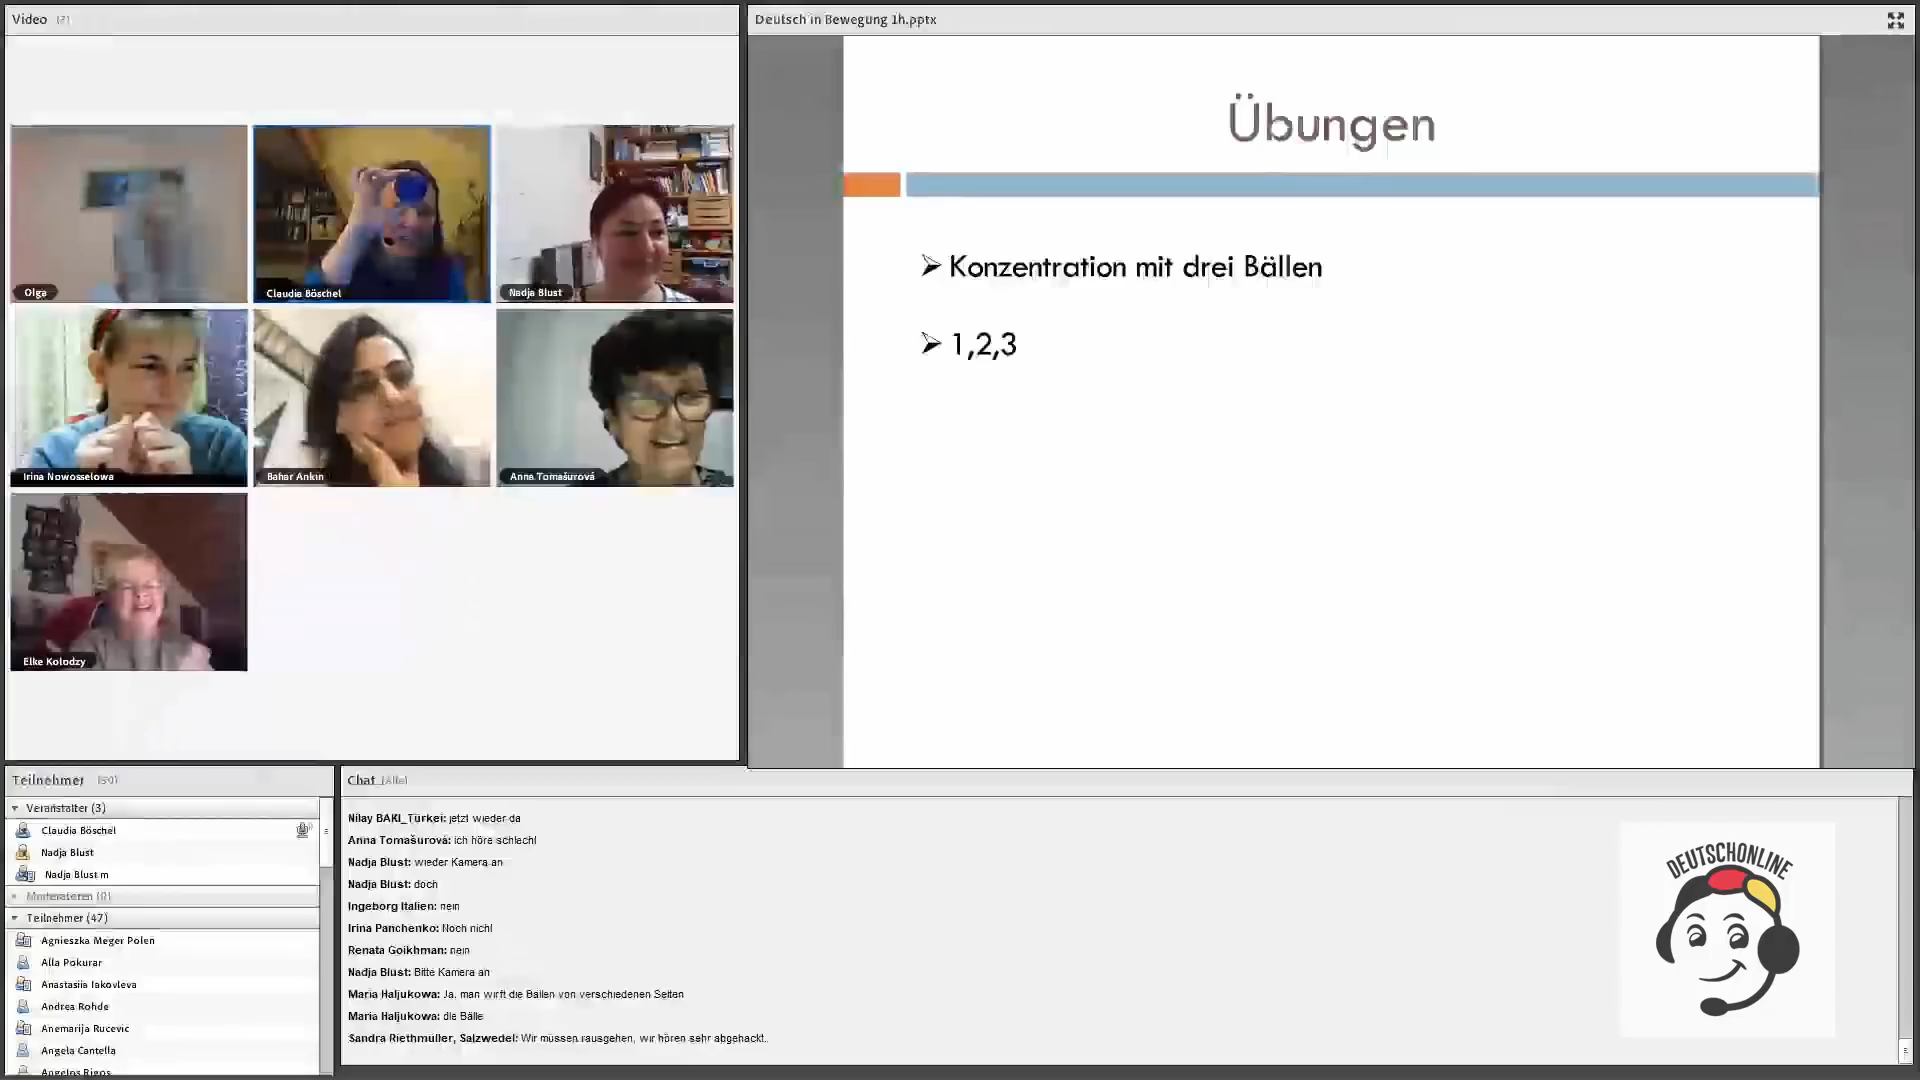 Video (7)
Deutsch in Bewegung 1h.pptx
Olga
Claudia Böschel
Nadja Blust
Irina Nowosselowa
Bahar Ankin
Anna Tomašurová
Elke Kolodzy
Übungen
Konzentration mit drei Bällen
1,2,3
Teilnehmer (50)
Veranstalter (3)
Claudia Böschel
Nadja Blust
Nadja Blust m
Moderatoren (0)
Teilnehmer (47)
Agnieszka Meger Polen
Alla Pokurar
Anastasiia Iakovleva
Andrea Rohde
Anemarija Rucevic
Angela Cantella
Angelos Rigos
Chat (Alle)
Nilay BAKI_Türkei: jetzt wieder da
Anna Tomašurová: ich höre schlecht
Nadja Blust: wieder Kamera an
Nadja Blust: doch
Ingeborg Italien: nein
Irina Panchenko: Noch nicht
Renata Goikhman: nein
Nadja Blust: Bitte Kamera an
Maria Haljukowa: Ja, man wirft die Bällen von verschiedenen Seiten
Maria Haljukowa: die Bälle
Sandra Riethmüller, Salzwedel: Wir müssen rausgehen, wir hören sehr abgehackt..
DEUTSCHONLINE